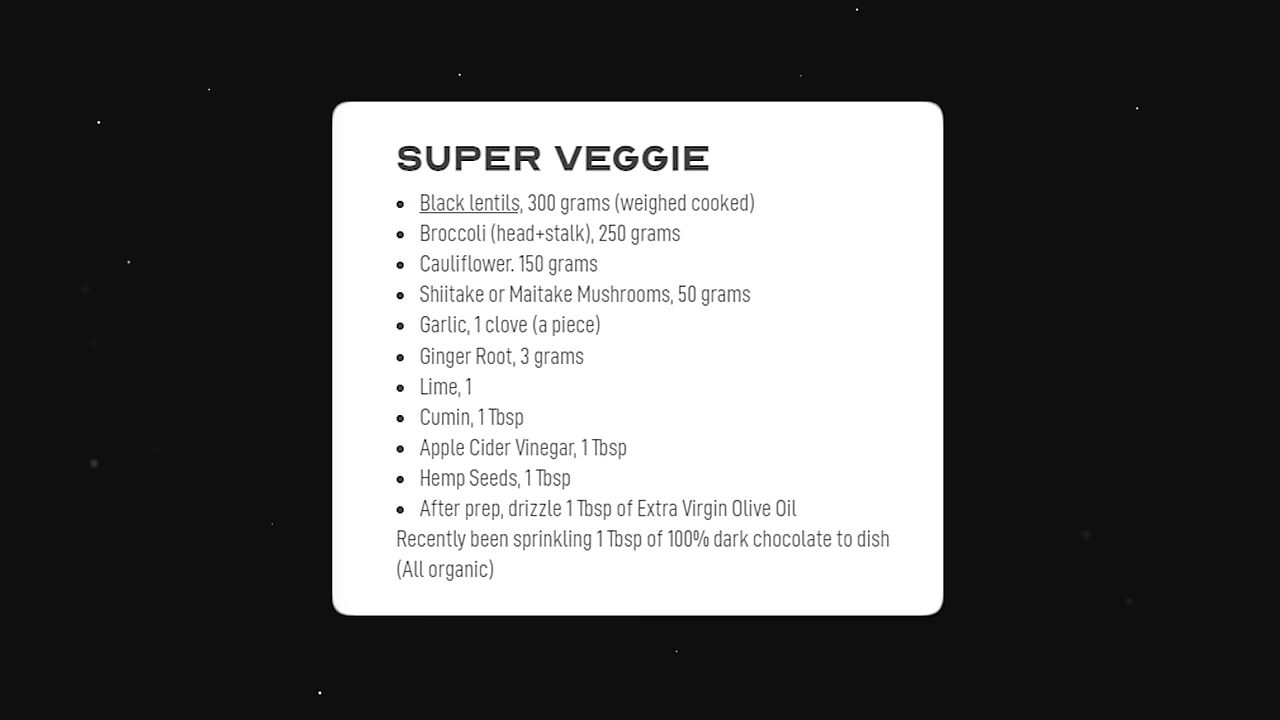 SUPER VEGGIE
• Black lentils, 300 grams (weighed cooked)
• Broccoli (head+stalk), 250 grams
• Cauliflower. 150 grams
• Shiitake or Maitake Mushrooms, 50 grams
• Garlic, 1 clove (a piece)
• Ginger Root, 3 grams
• Lime, 1
• Cumin, 1 Tbsp
• Apple Cider Vinegar, 1 Tbsp
• Hemp Seeds, 1 Tbsp
• After prep, drizzle 1 Tbsp of Extra Virgin Olive Oil
Recently been sprinkling 1 Tbsp of 100% dark chocolate to dish
(All organic)